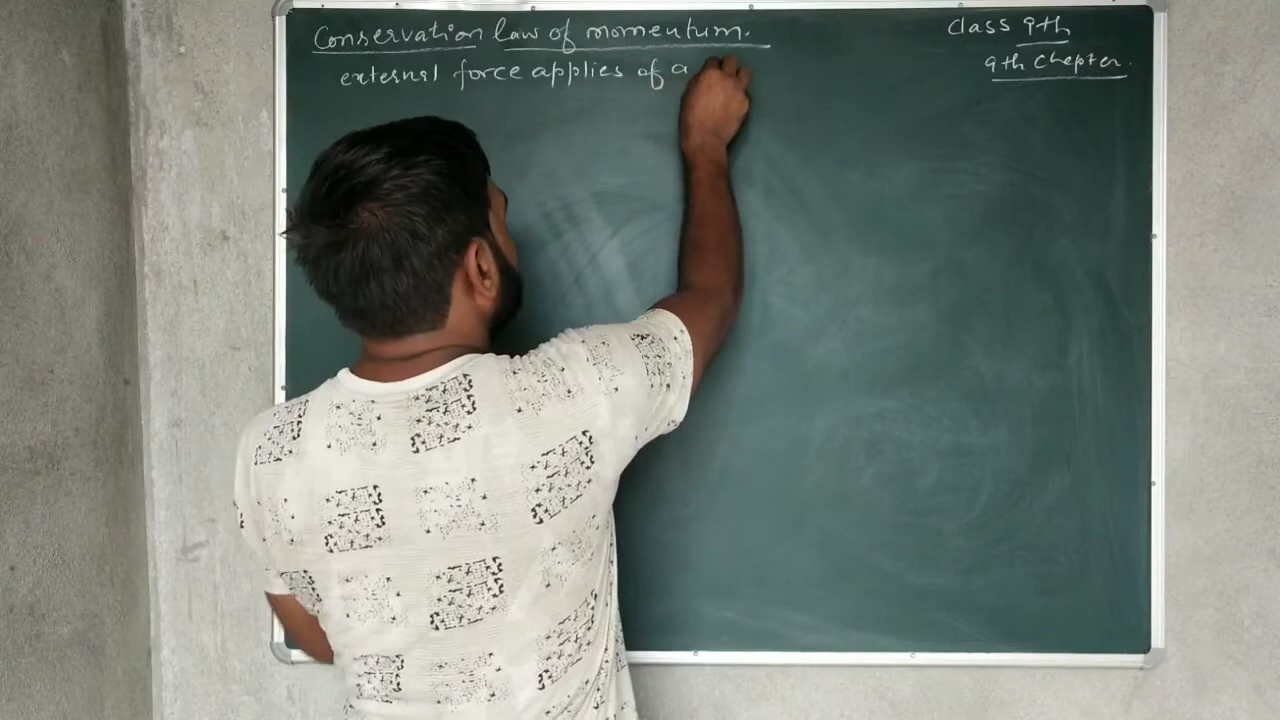 Conservation law of momentum.
external force applies of a
Class 9th
9th Chepter.